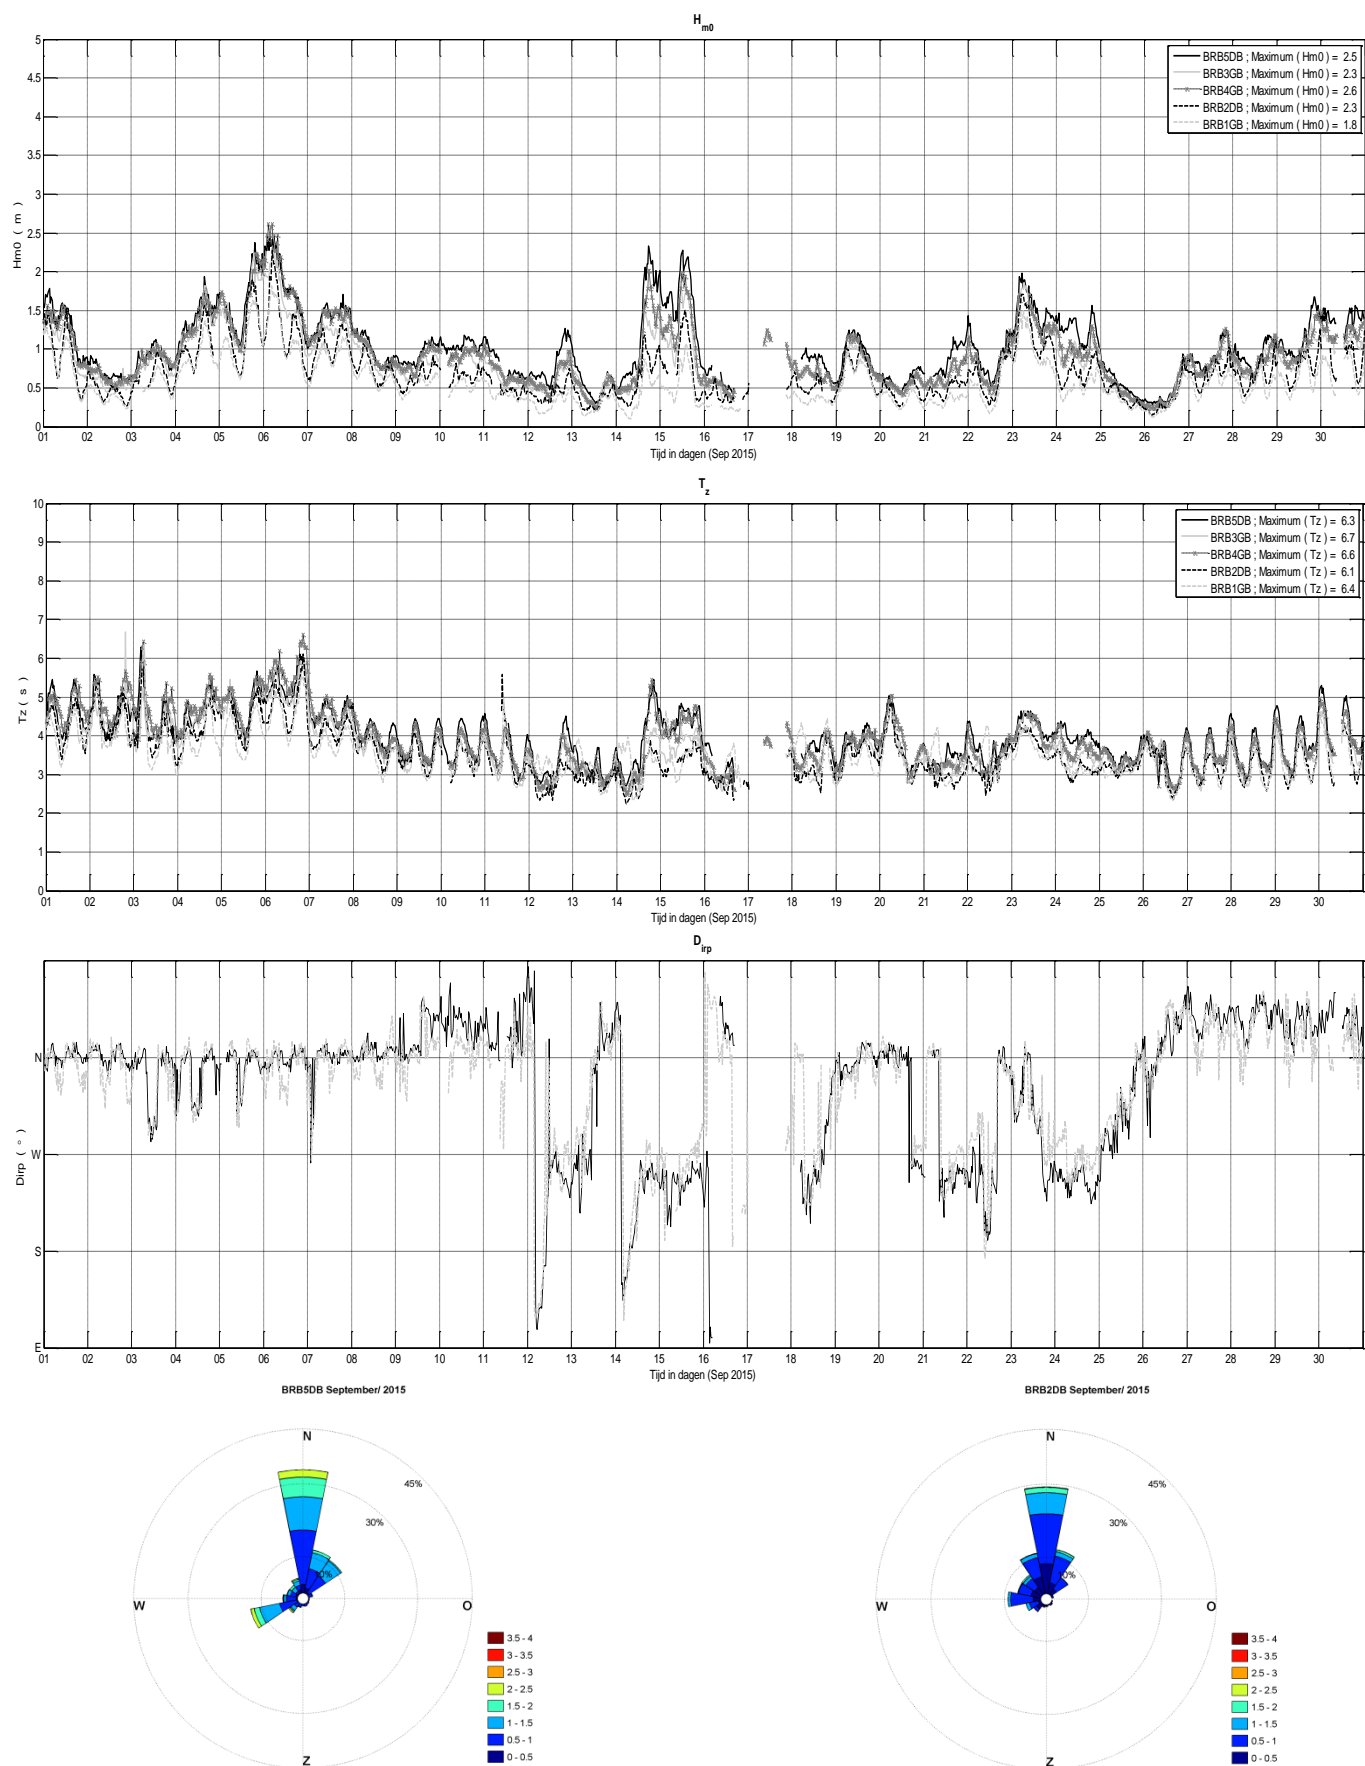 H_m0
5
4.5
4
3.5
3
2.5
2
1.5
1
0.5
0
Hm0 ( m )
BRB5DB ; Maximum ( Hm0 ) = 2.5
BRB3GB ; Maximum ( Hm0 ) = 2.3
BRB4GB ; Maximum ( Hm0 ) = 2.6
BRB2DB ; Maximum ( Hm0 ) = 2.3
BRB1GB ; Maximum ( Hm0 ) = 1.8
01 02 03 04 05 06 07 08 09 10 11 12 13 14 15 16 17 18 19 20 21 22 23 24 25 26 27 28 29 30
Tijd in dagen (Sep 2015)
T_z
10
9
8
7
6
5
4
3
2
1
0
Tz ( s )
BRB5DB ; Maximum ( Tz ) = 6.3
BRB3GB ; Maximum ( Tz ) = 6.7
BRB4GB ; Maximum ( Tz ) = 6.6
BRB2DB ; Maximum ( Tz ) = 6.1
BRB1GB ; Maximum ( Tz ) = 6.4
01 02 03 04 05 06 07 08 09 10 11 12 13 14 15 16 17 18 19 20 21 22 23 24 25 26 27 28 29 30
Tijd in dagen (Sep 2015)
D_irp
N
W
S
E
Dirp ( ° )
01 02 03 04 05 06 07 08 09 10 11 12 13 14 15 16 17 18 19 20 21 22 23 24 25 26 27 28 29 30
Tijd in dagen (Sep 2015)
BRB5DB September/ 2015
N
45%
30%
10%
W
O
Z
3.5 - 4
3 - 3.5
2.5 - 3
2 - 2.5
1.5 - 2
1 - 1.5
0.5 - 1
0 - 0.5
BRB2DB September/ 2015
N
45%
30%
10%
W
O
Z
3.5 - 4
3 - 3.5
2.5 - 3
2 - 2.5
1.5 - 2
1 - 1.5
0.5 - 1
0 - 0.5